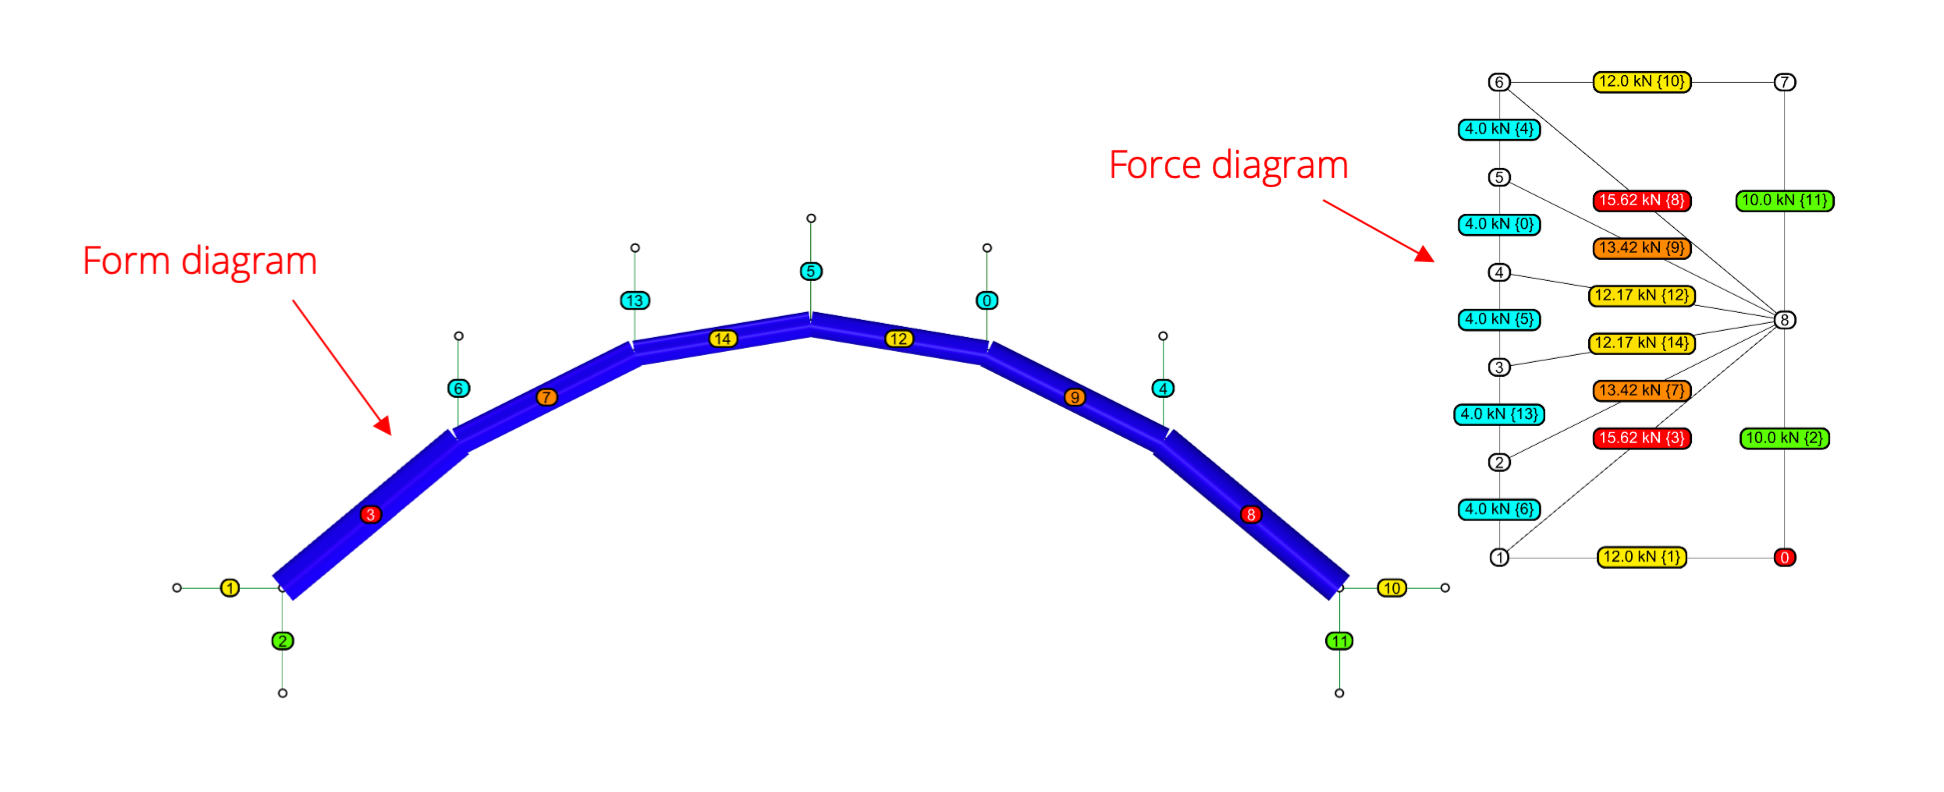 Form diagram
Force diagram
5
13
0
6
14
12
4
7
9
3
8
1
10
2
11
6
12.0 kN {10}
7
4.0 kN {4}
5
15.62 kN {8}
10.0 kN {11}
4.0 kN {0}
13.42 kN {9}
4
12.17 kN {12}
4.0 kN {5}
8
12.17 kN {14}
3
13.42 kN {7}
4.0 kN {13}
15.62 kN {3}
10.0 kN {2}
2
4.0 kN {6}
1
12.0 kN {1}
0